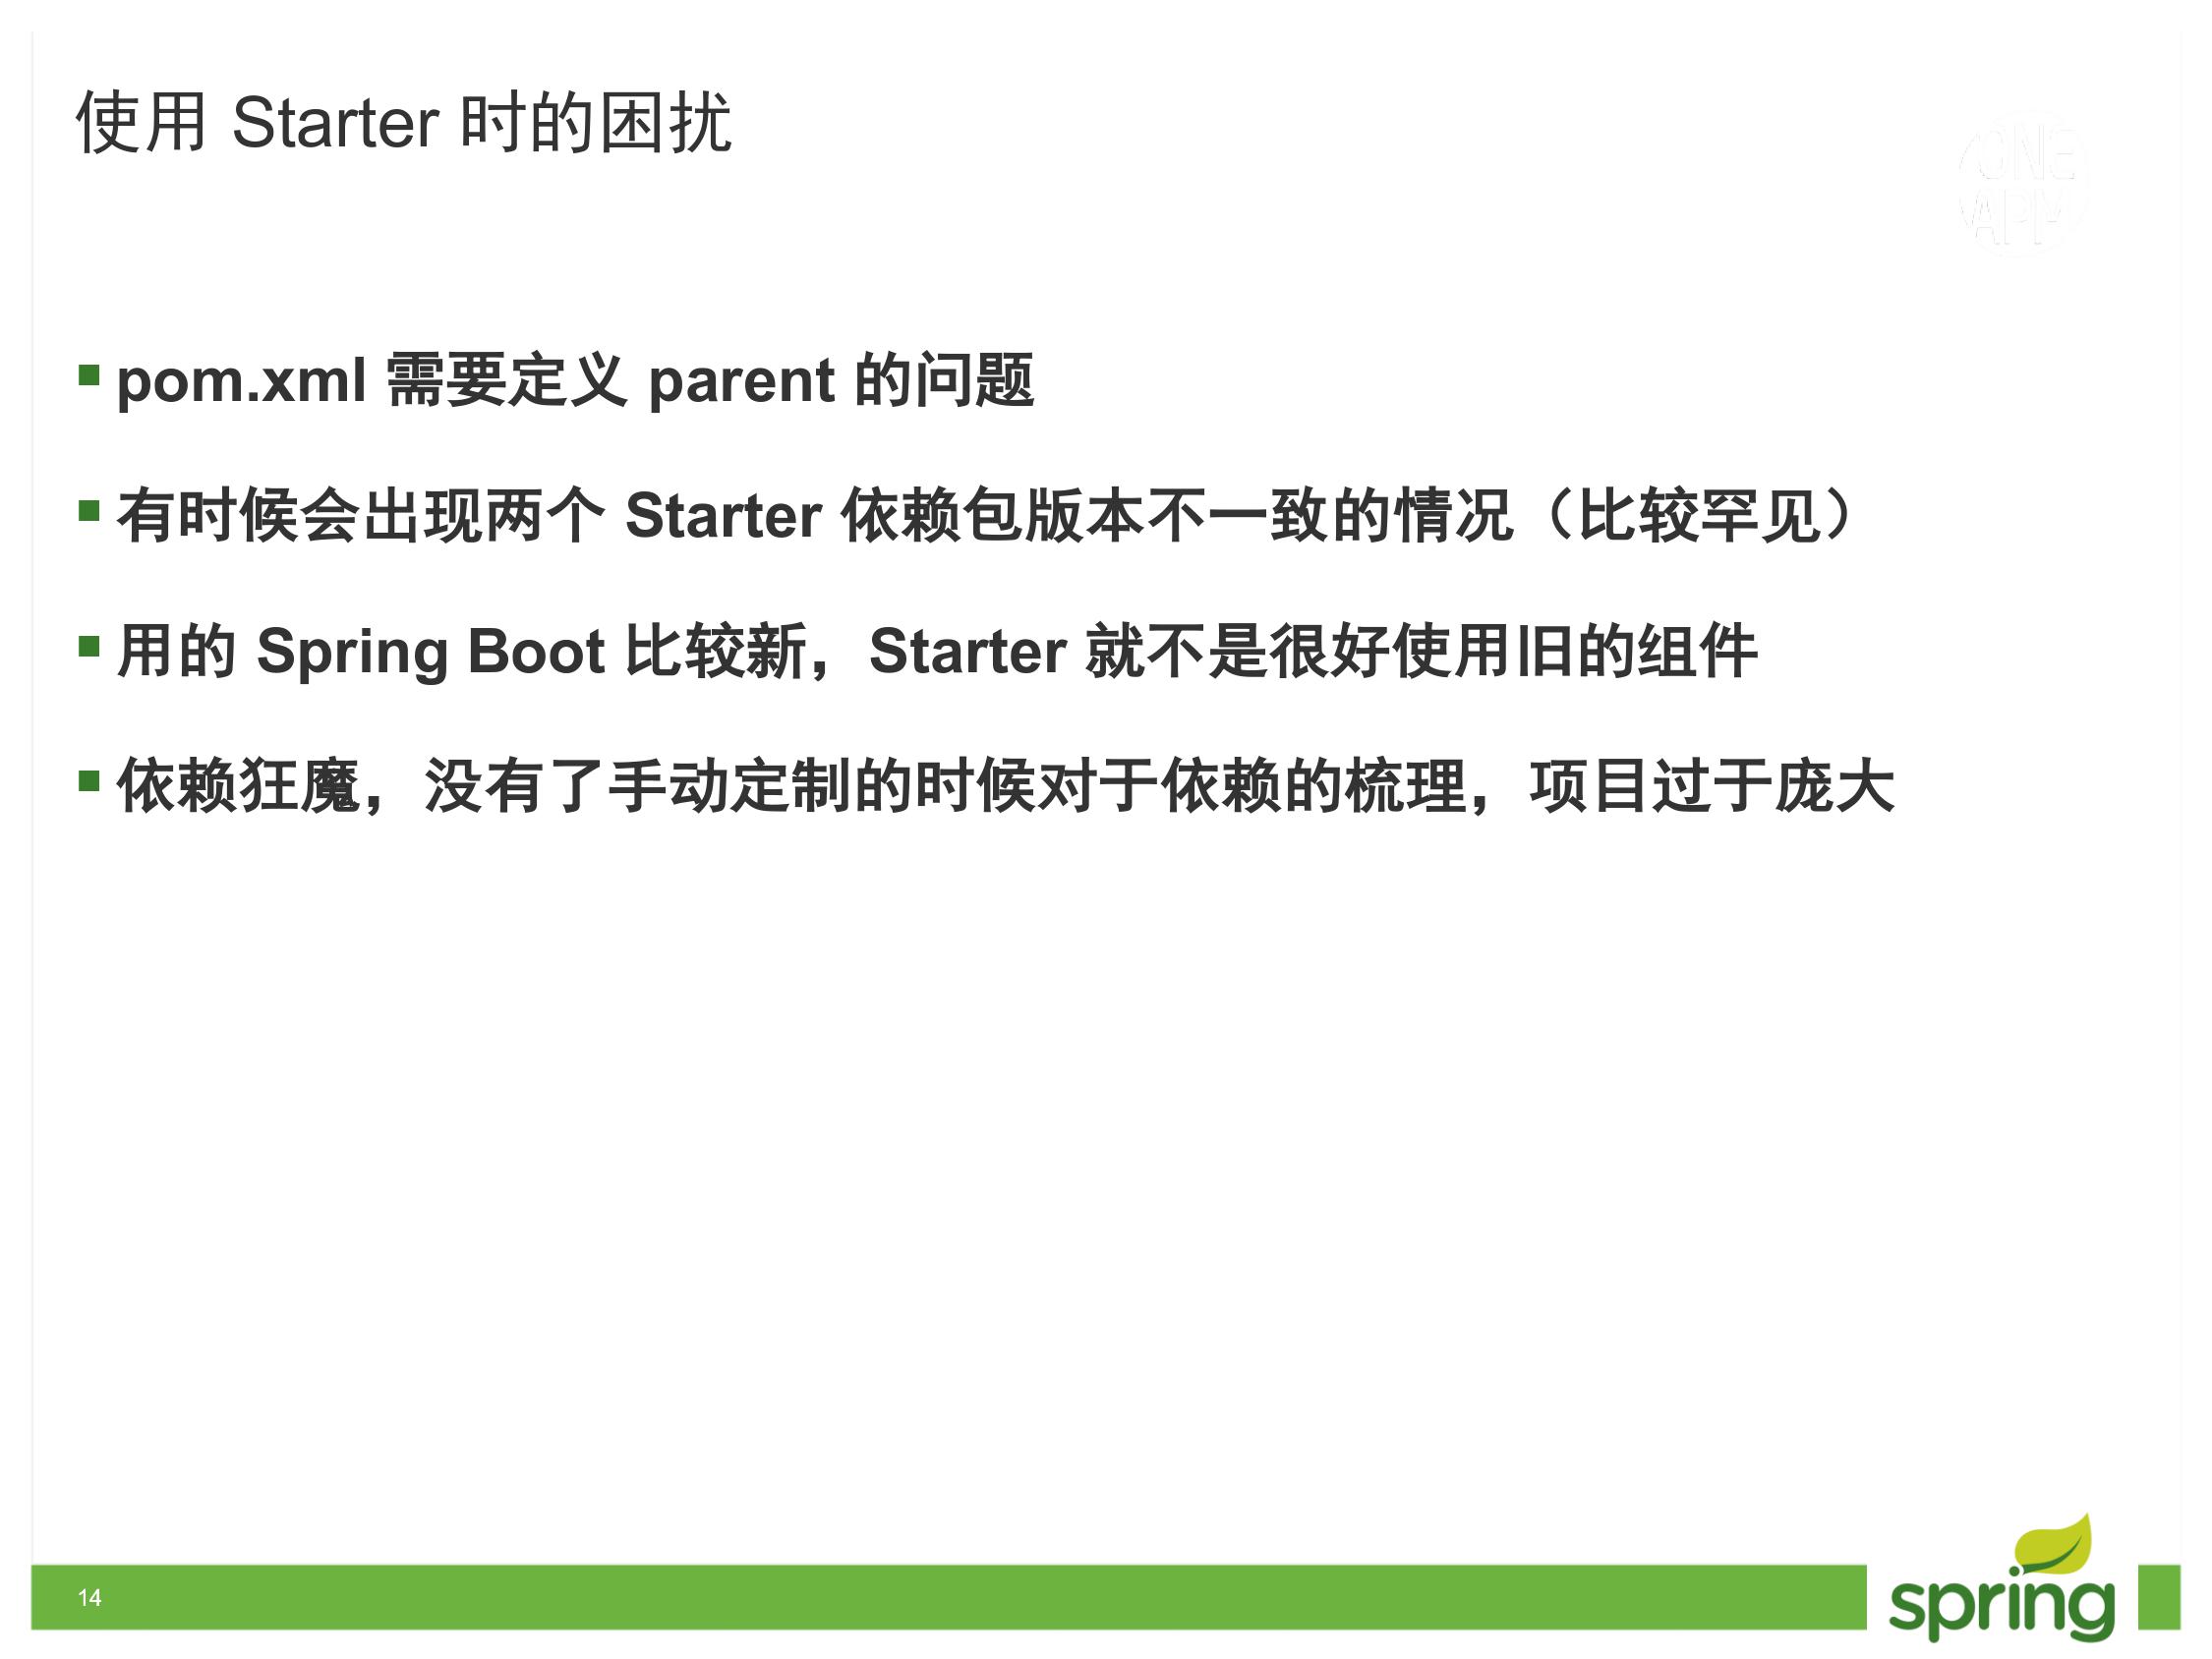 使用 Starter 时的困扰
ONE
APM
pom.xml 需要定义 parent 的问题
有时候会出现两个 Starter 依赖包版本不一致的情况（比较罕见）
用的 Spring Boot 比较新，Starter 就不是很好使用旧的组件
依赖狂魔，没有了手动定制的时候对于依赖的梳理，项目过于庞大
14
spring